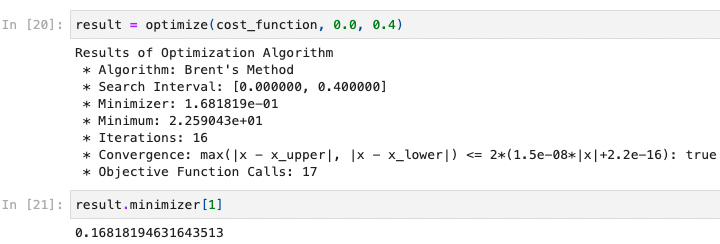 In [20]: result = optimize(cost_function, 0.0, 0.4)
Results of Optimization Algorithm
 * Algorithm: Brent's Method
 * Search Interval: [0.000000, 0.400000]
 * Minimizer: 1.681819e-01
 * Minimum: 2.259043e+01
 * Iterations: 16
 * Convergence: max(|x - x_upper|, |x - x_lower|) <= 2*(1.5e-08*|x|+2.2e-16): true
 * Objective Function Calls: 17
In [21]: result.minimizer[1]
0.16818194631643513